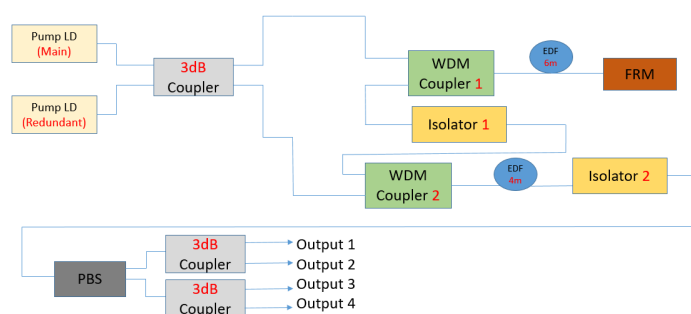 Pump LD
(Main)
3dB
Coupler
Pump LD
(Redundant)
WDM
Coupler 1
EDF
6m
FRM
Isolator 1
WDM
Coupler 2
EDF
4m
Isolator 2
PBS
3dB
Coupler
Output 1
Output 2
3dB
Coupler
Output 3
Output 4